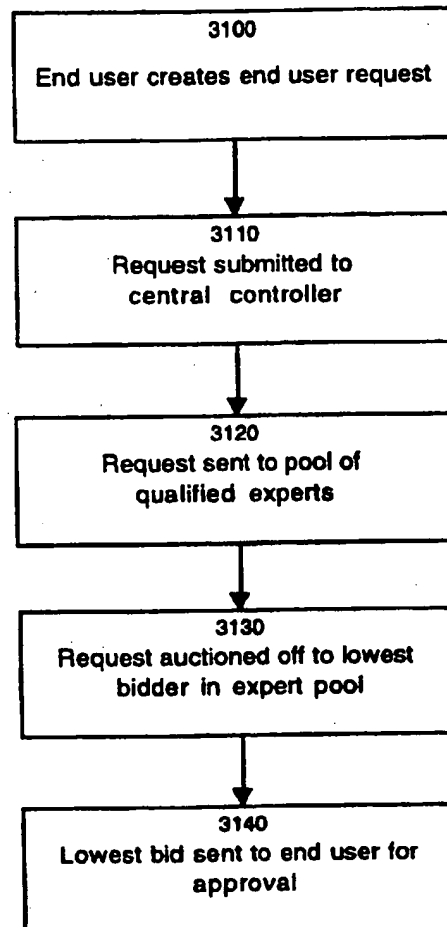 3100
End user creates end user request
3110
Request submitted to
central controller
3120
Request sent to pool of
qualified experts
3130
Request auctioned off to lowest
bidder in expert pool
3140
Lowest bid sent to end user for
approval